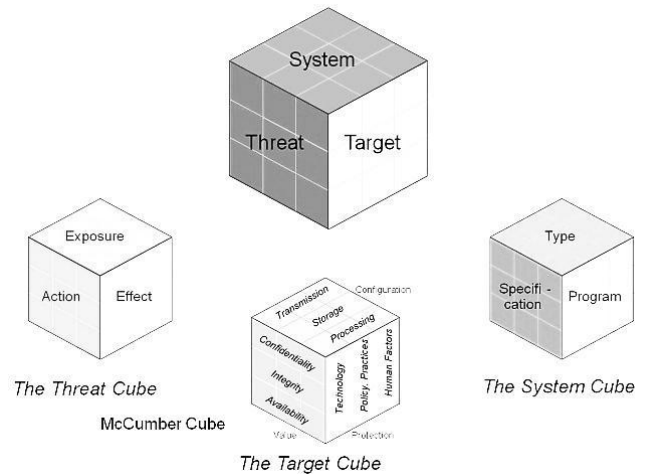 System
Threat
Target
Exposure
Action
Effect
The Threat Cube
Transmission
Storage
Processing
Configuration
Confidentiality
Integrity
Availability
Technology
Policy, Practices
Human Factors
McCumber Cube
Value
Protection
The Target Cube
Type
Specifi -
cation
Program
The System Cube